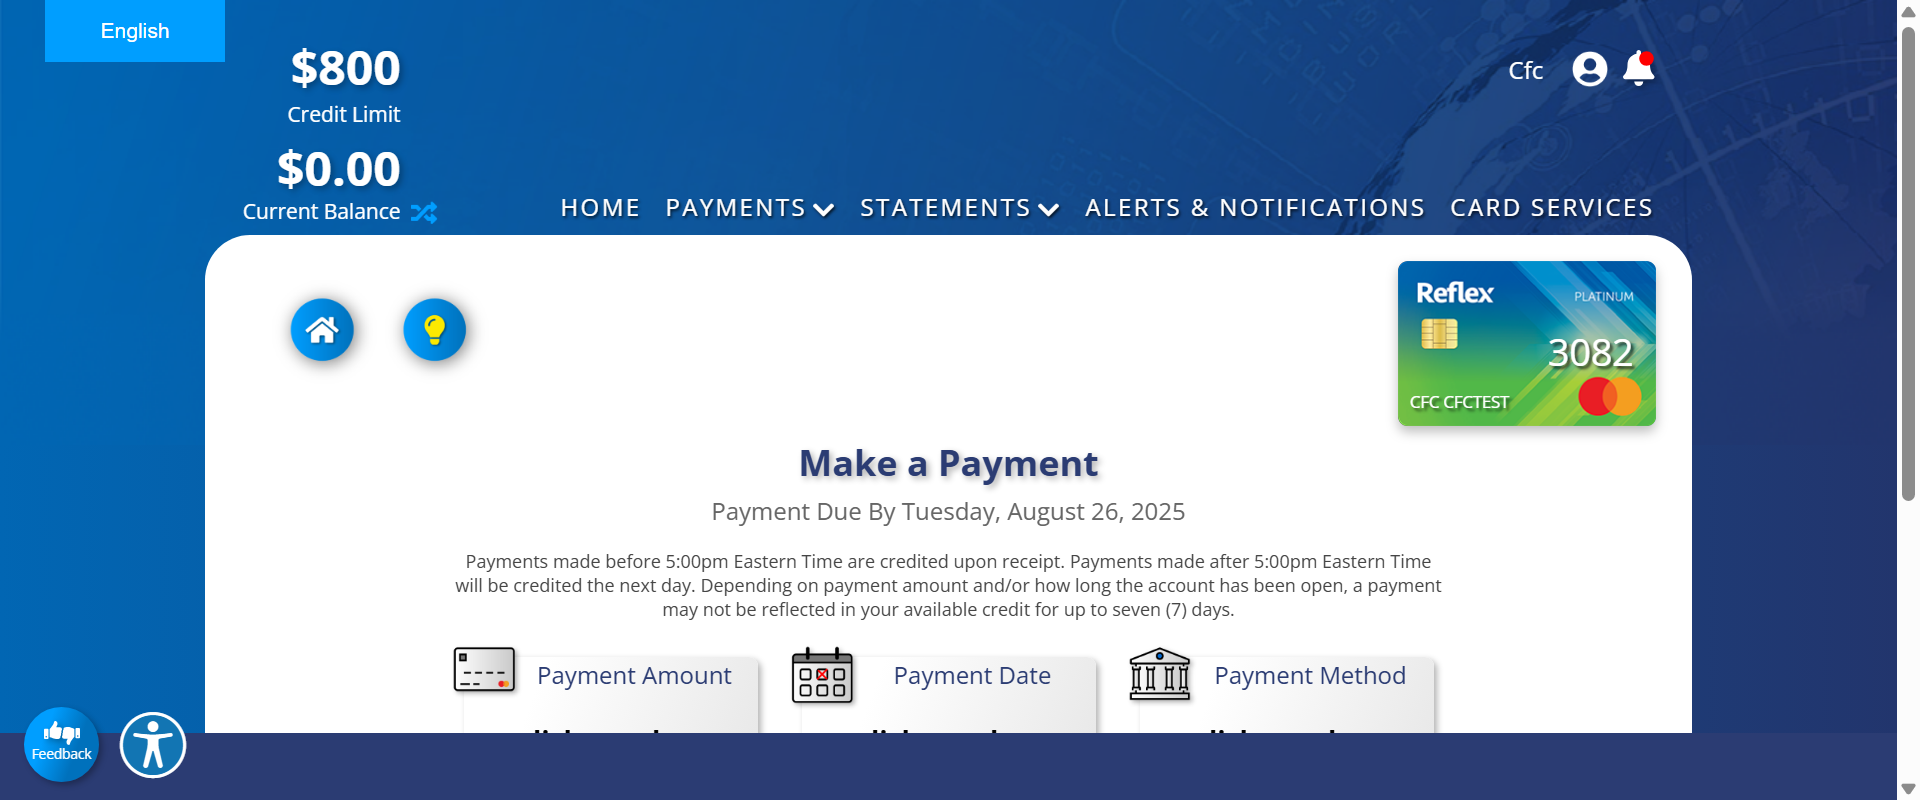 English
$800
Credit Limit
$0.00
Current Balance
Cfc
HOME PAYMENTS STATEMENTS ALERTS & NOTIFICATIONS CARD SERVICES
Reflex
PLATINUM
3082
CFC CFCTEST
Make a Payment
Payment Due By Tuesday, August 26, 2025
Payments made before 5:00pm Eastern Time are credited upon receipt. Payments made after 5:00pm Eastern Time
will be credited the next day. Depending on payment amount and/or how long the account has been open, a payment
may not be reflected in your available credit for up to seven (7) days.
Payment Amount
Payment Date
Payment Method
Feedback